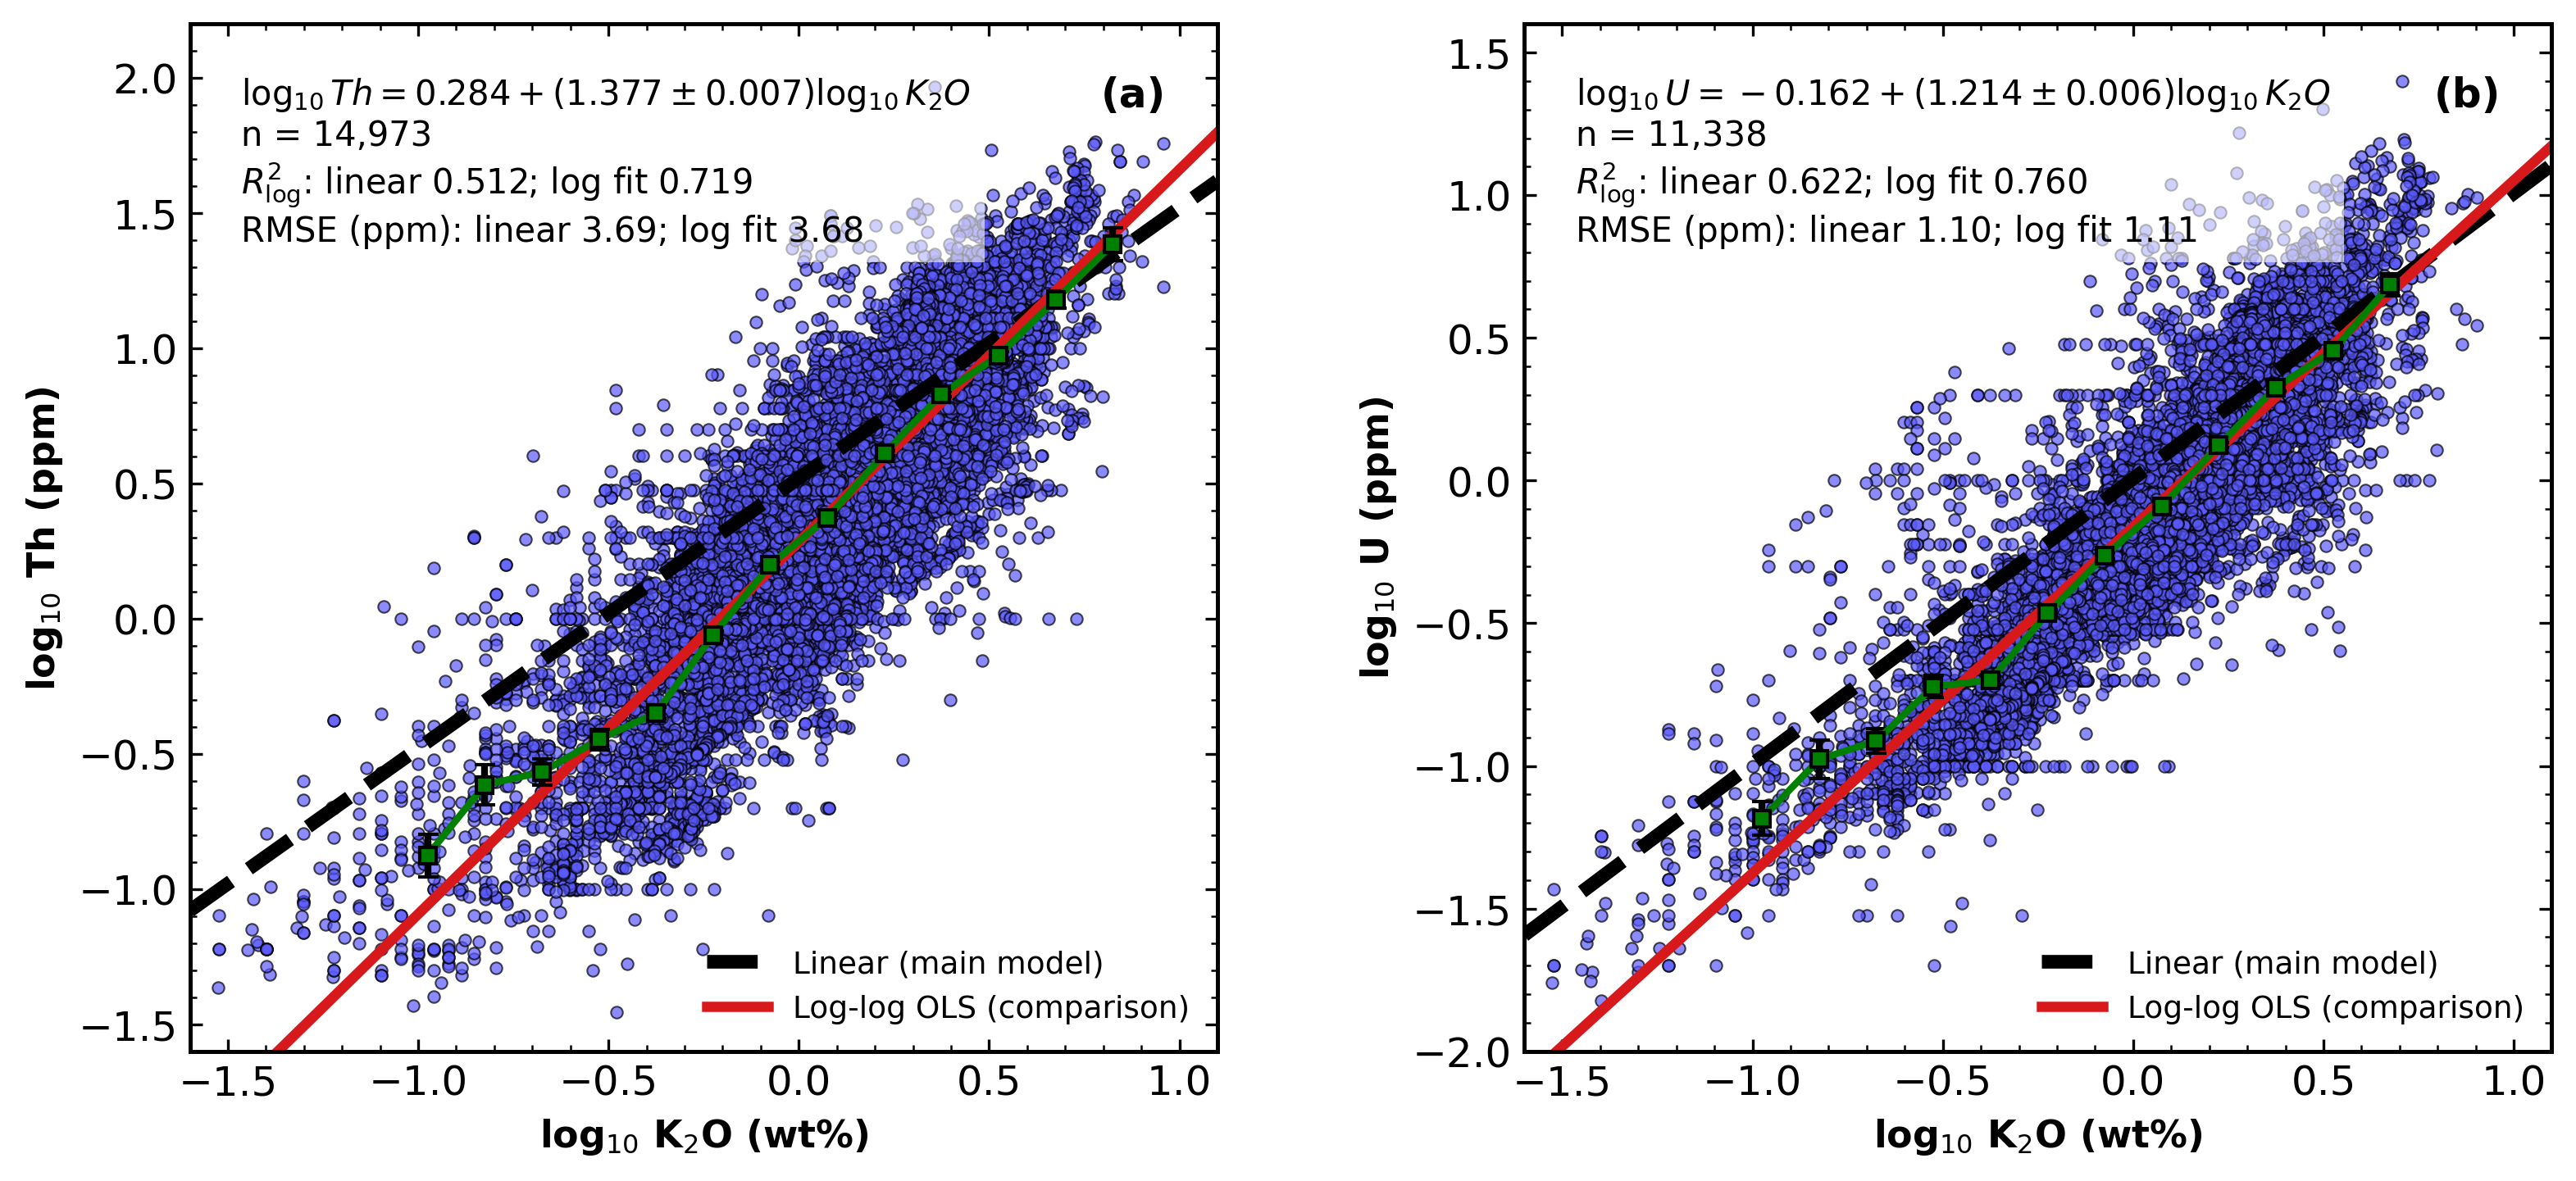 log₁₀ Th = 0.284 + (1.377 ± 0.007)log₁₀ K₂O
(a)
n = 14,973
R²log: linear 0.512; log fit 0.719
RMSE (ppm): linear 3.69; log fit 3.68
2.0
1.5
1.0
0.5
0.0
−0.5
−1.0
−1.5
log₁₀ Th (ppm)
Linear (main model)
Log-log OLS (comparison)
−1.5 −1.0 −0.5 0.0 0.5 1.0
log₁₀ K₂O (wt%)
log₁₀ U = −0.162 + (1.214 ± 0.006)log₁₀ K₂O
(b)
n = 11,338
R²log: linear 0.622; log fit 0.760
RMSE (ppm): linear 1.10; log fit 1.11
1.5
1.0
0.5
0.0
−0.5
−1.0
−1.5
−2.0
log₁₀ U (ppm)
Linear (main model)
Log-log OLS (comparison)
−1.5 −1.0 −0.5 0.0 0.5 1.0
log₁₀ K₂O (wt%)